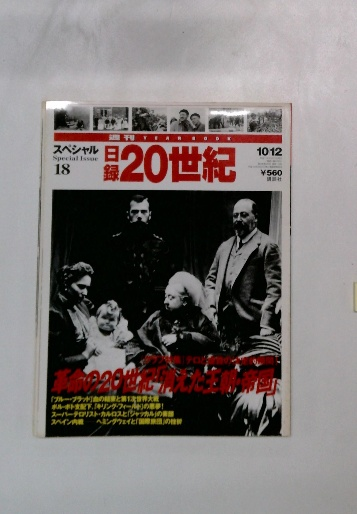 週刊 YEARBOOK
スペシャル
Special Issue
18
日録20世紀
10・12
¥560
講談社
革命の20世紀「消えた王朝・帝国」
「ブルー・ブラッド」血の結束と第1次世界大戦
ポル・ポト支配下、「キリング・フィールド」の悪夢!
スーパーテロリスト・カルロスと「ジャッカル」の素顔
スペイン内戦 ヘミングウェイと「国際旅団」の挫折